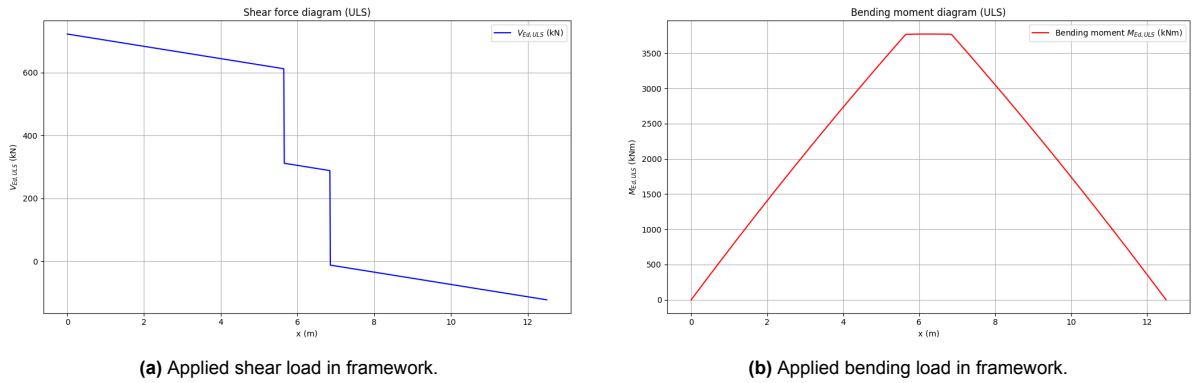 Shear force diagram (ULS)
V_Ed,ULS (kN)
600
400
200
0
V_Ed,ULS (kN)
0 2 4 6 8 10 12
x (m)
(a) Applied shear load in framework.
Bending moment diagram (ULS)
Bending moment M_Ed,ULS (kNm)
3500
3000
2500
2000
1500
1000
500
0
M_Ed,ULS (kNm)
0 2 4 6 8 10 12
x (m)
(b) Applied bending load in framework.